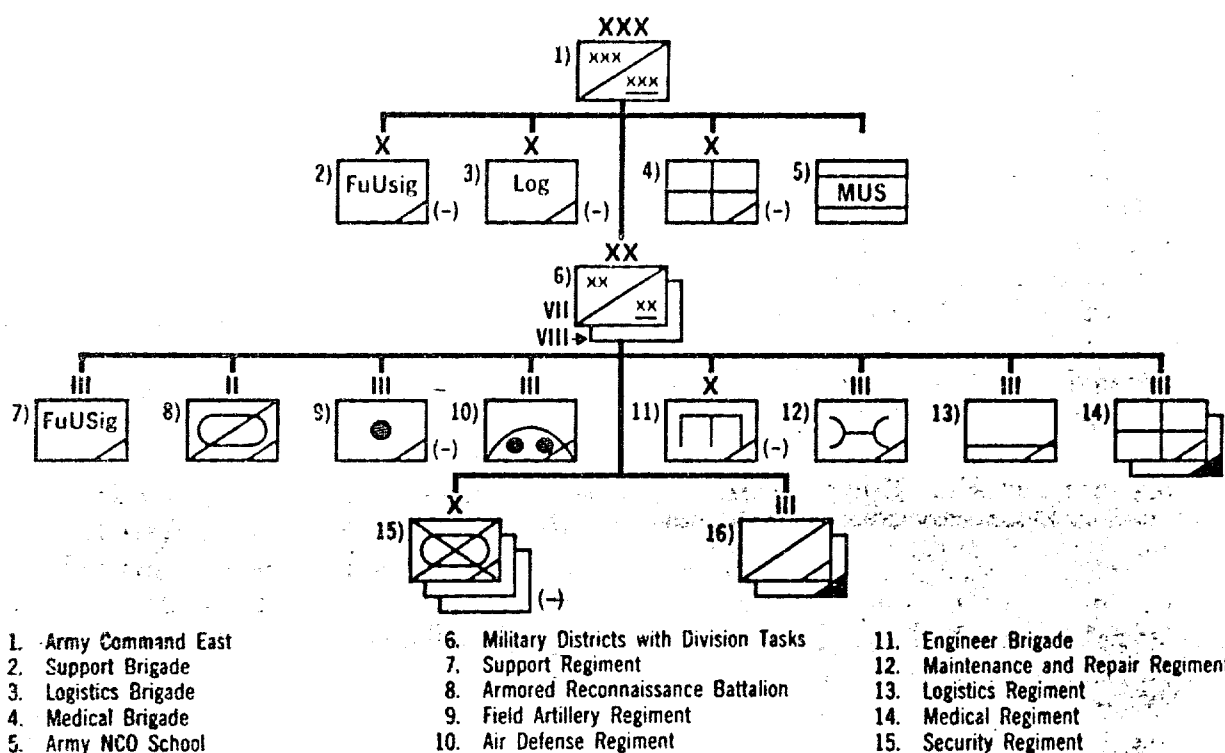 XXX
1) xxx
xxx
X X X
2) FuUsig (-) 3) Log (-) 4) (-) 5) MUS
XX
6) xx
xx
VII
VIII
III II III III X III III III
7) FuUSig 8) 9) (-) 10) 11) (-) 12) 13) 14)
X III
15) (-) 16)
1. Army Command East
2. Support Brigade
3. Logistics Brigade
4. Medical Brigade
5. Army NCO School
6. Military Districts with Division Tasks
7. Support Regiment
8. Armored Reconnaissance Battalion
9. Field Artillery Regiment
10. Air Defense Regiment
11. Engineer Brigade
12. Maintenance and Repair Regiment
13. Logistics Regiment
14. Medical Regiment
15. Security Regiment